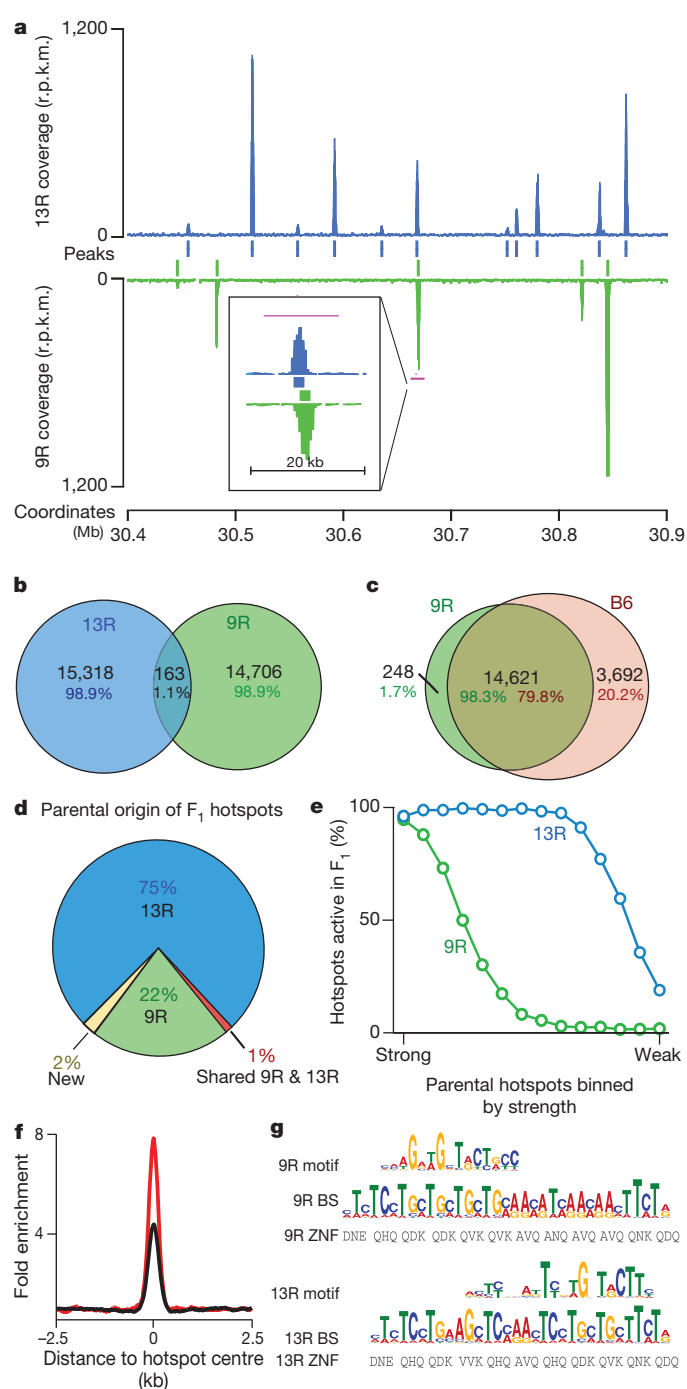 a
1,200
13R coverage (r.p.k.m.)
0
Peaks
0
9R coverage (r.p.k.m.)
20 kb
1,200
Coordinates
(Mb)
30.4 30.5 30.6 30.7 30.8 30.9
b
13R 9R
15,318 163 14,706
98.9% 1.1% 98.9%
c
9R B6
248 14,621 3,692
1.7% 98.3% 79.8% 20.2%
d Parental origin of F1 hotspots
75%
13R
22%
9R
2%
New
1%
Shared 9R & 13R
e
100
50
0
Hotspots active in F1 (%)
13R
9R
Strong Weak
Parental hotspots binned
by strength
f
8
4
Fold enrichment
−2.5 0 2.5
Distance to hotspot centre
(kb)
g
9R motif
9R BS
9R ZNF DNE QHQ QDK QDK QVK QVK AVQ ANQ AVQ AVQ QNK QDQ
13R motif
13R BS
13R ZNF DNE QHQ QDK VVK QHQ AVQ QHQ QDK QVK QNK QDQ